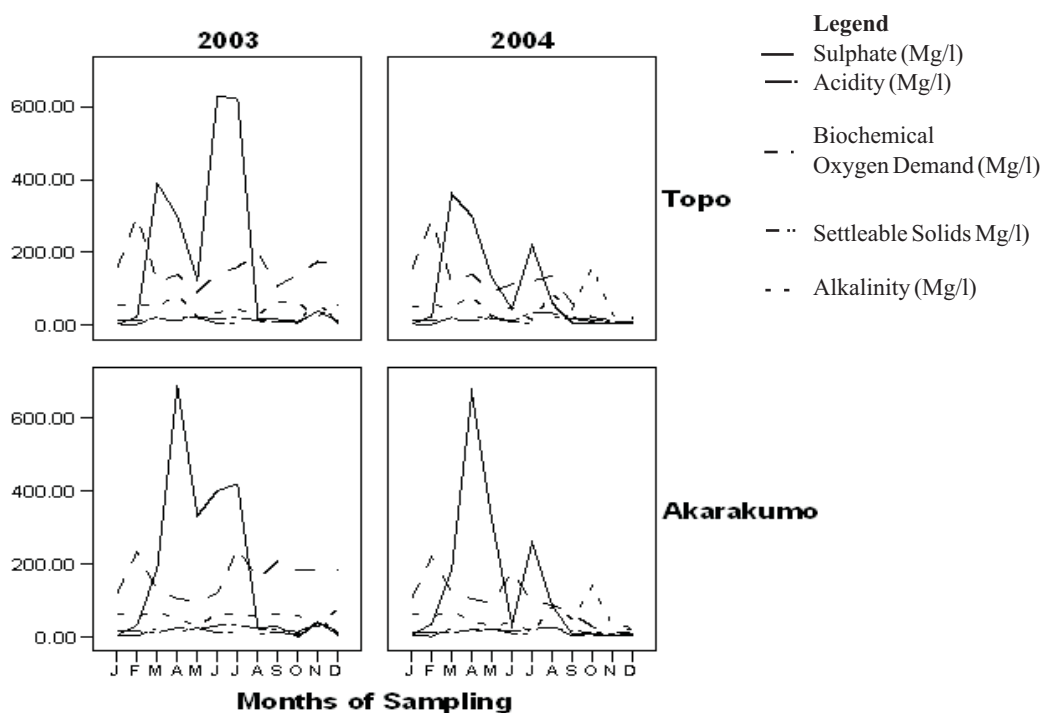 2003
2004
Legend
Sulphate (Mg/l)
Acidity (Mg/l)
Biochemical
Oxygen Demand (Mg/l)
Settleable Solids Mg/l)
Alkalinity (Mg/l)
600.00
400.00
200.00
0.00
Topo
600.00
400.00
200.00
0.00
Akarakumo
J F M A M J J A S O N D
J F M A M J J A S O N D
Months of Sampling